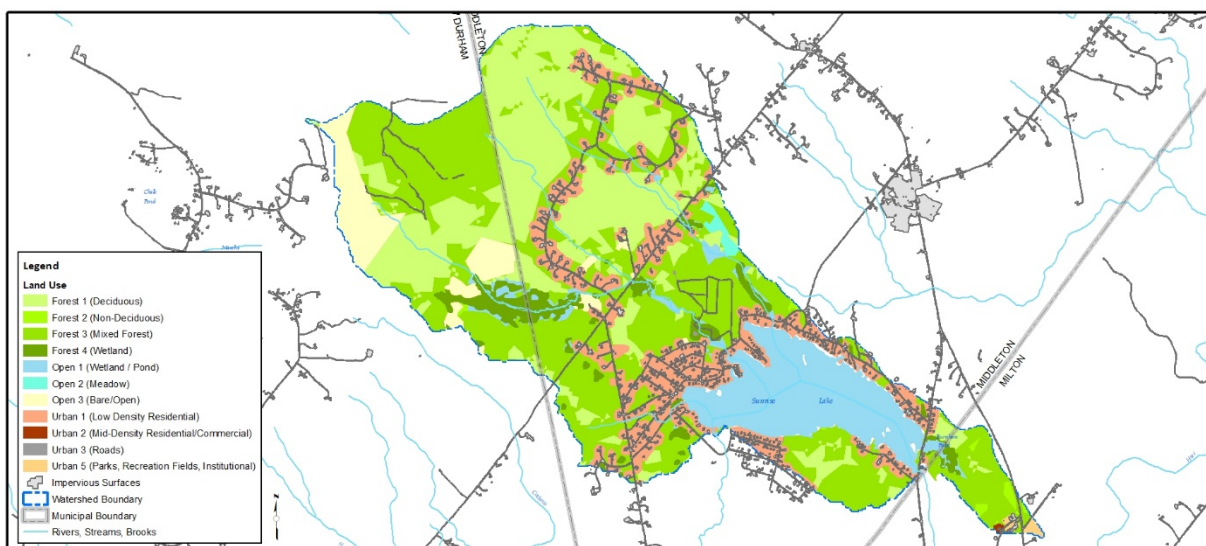 MIDDLETON
DURHAM
Club
Pond
Legend
Land Use
Forest 1 (Deciduous)
Forest 2 (Non-Deciduous)
Forest 3 (Mixed Forest)
Forest 4 (Wetland)
Open 1 (Wetland / Pond)
Open 2 (Meadow)
Open 3 (Bare/Open)
Urban 1 (Low Density Residential)
Urban 2 (Mid-Density Residential/Commercial)
Urban 3 (Roads)
Urban 5 (Parks, Recreation Fields, Institutional)
Impervious Surfaces
Watershed Boundary
Municipal Boundary
Rivers, Streams, Brooks
N
Sunrise Lake
MIDDLETON
MILTON